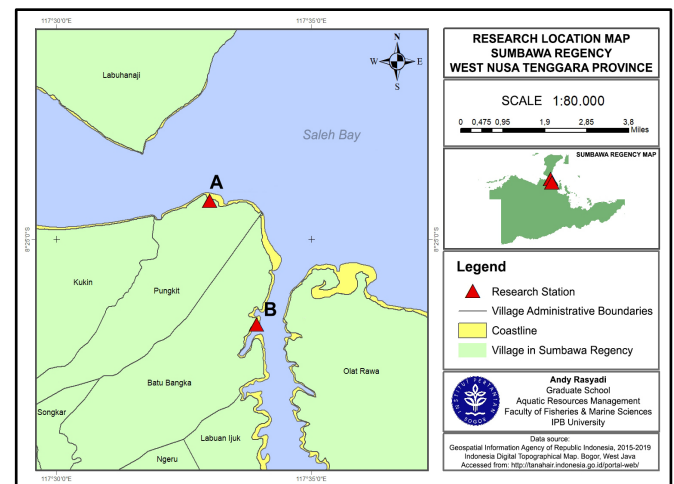 117°30'0"E
117°35'0"E
N
W
E
S
Labuhanaji
Saleh Bay
A
8°25'0"S
8°25'0"S
Kukin
Pungkit
B
Batu Bangka
Olat Rawa
Songkar
Labuan Ijuk
Ngeru
117°30'0"E
117°35'0"E
RESEARCH LOCATION MAP
SUMBAWA REGENCY
WEST NUSA TENGGARA PROVINCE
SCALE 1:80.000
0 0,475 0,95 1,9 2,85 3,8
Miles
SUMBAWA REGENCY MAP
Legend
Research Station
Village Administrative Boundaries
Coastline
Village in Sumbawa Regency
INSTITUT PERTANIAN
BOGOR
Andy Rasyadi
Graduate School
Aquatic Resources Management
Faculty of Fisheries & Marine Sciences
IPB University
Data source:
Geospatial Information Agency of Republic Indonesia, 2015-2019
Indonesia Digital Topographical Map. Bogor, West Java
Accessed from: http://tanahair.indonesia.go.id/portal-web/